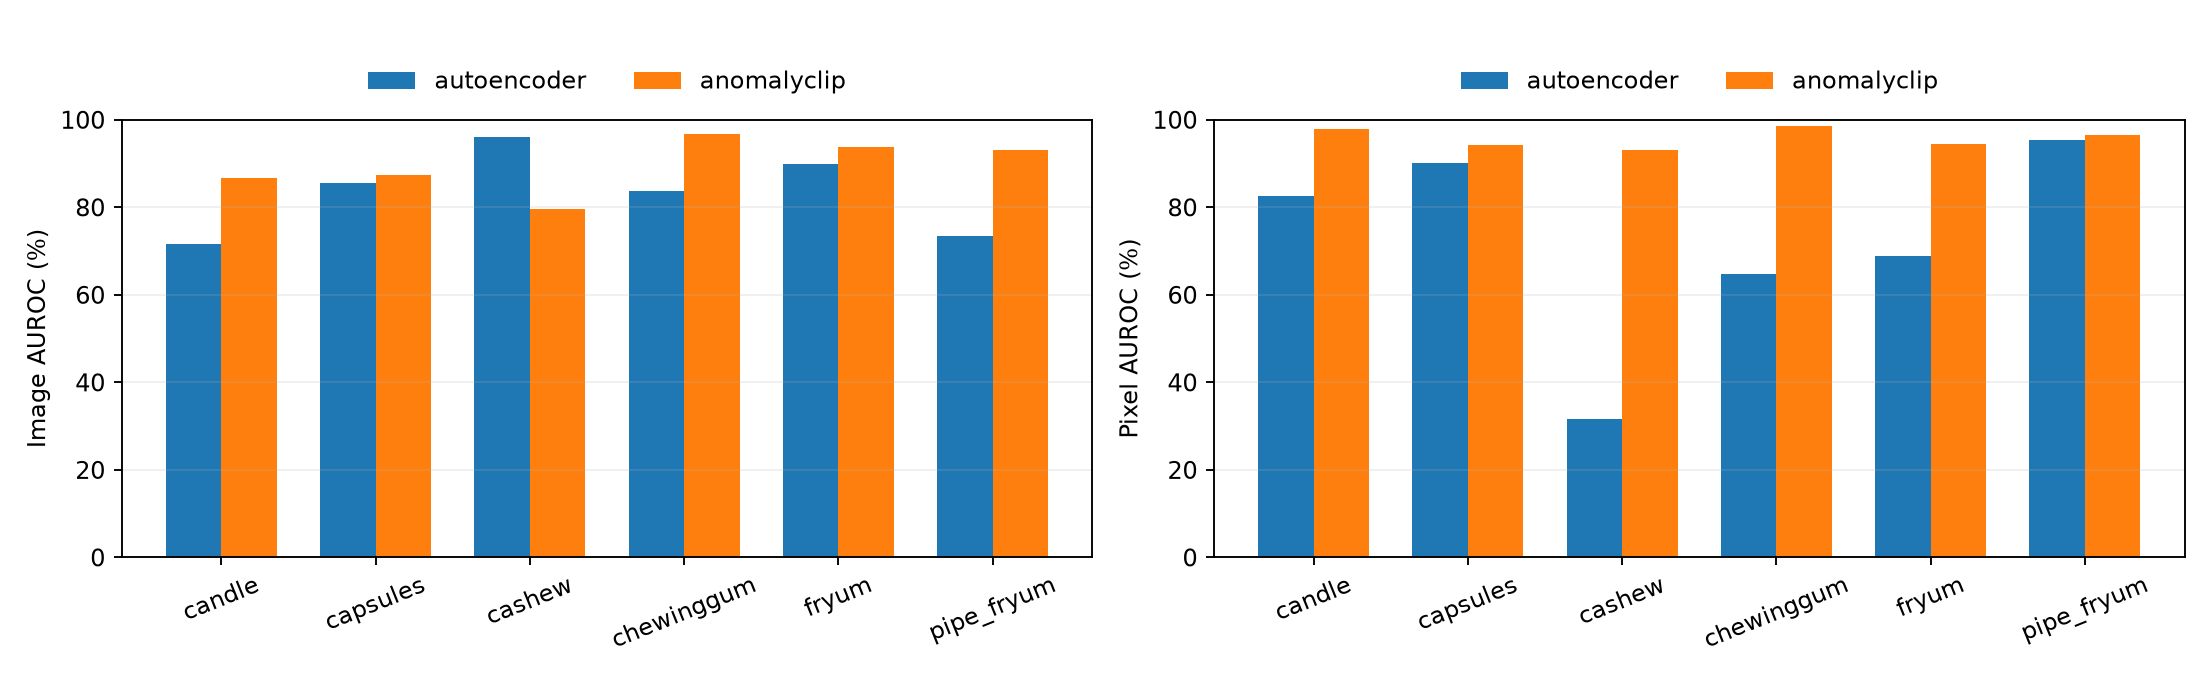 autoencoder anomalyclip
Image AUROC (%)
100
80
60
40
20
0
candle capsules cashew chewinggum fryum pipe_fryum
autoencoder anomalyclip
Pixel AUROC (%)
100
80
60
40
20
0
candle capsules cashew chewinggum fryum pipe_fryum